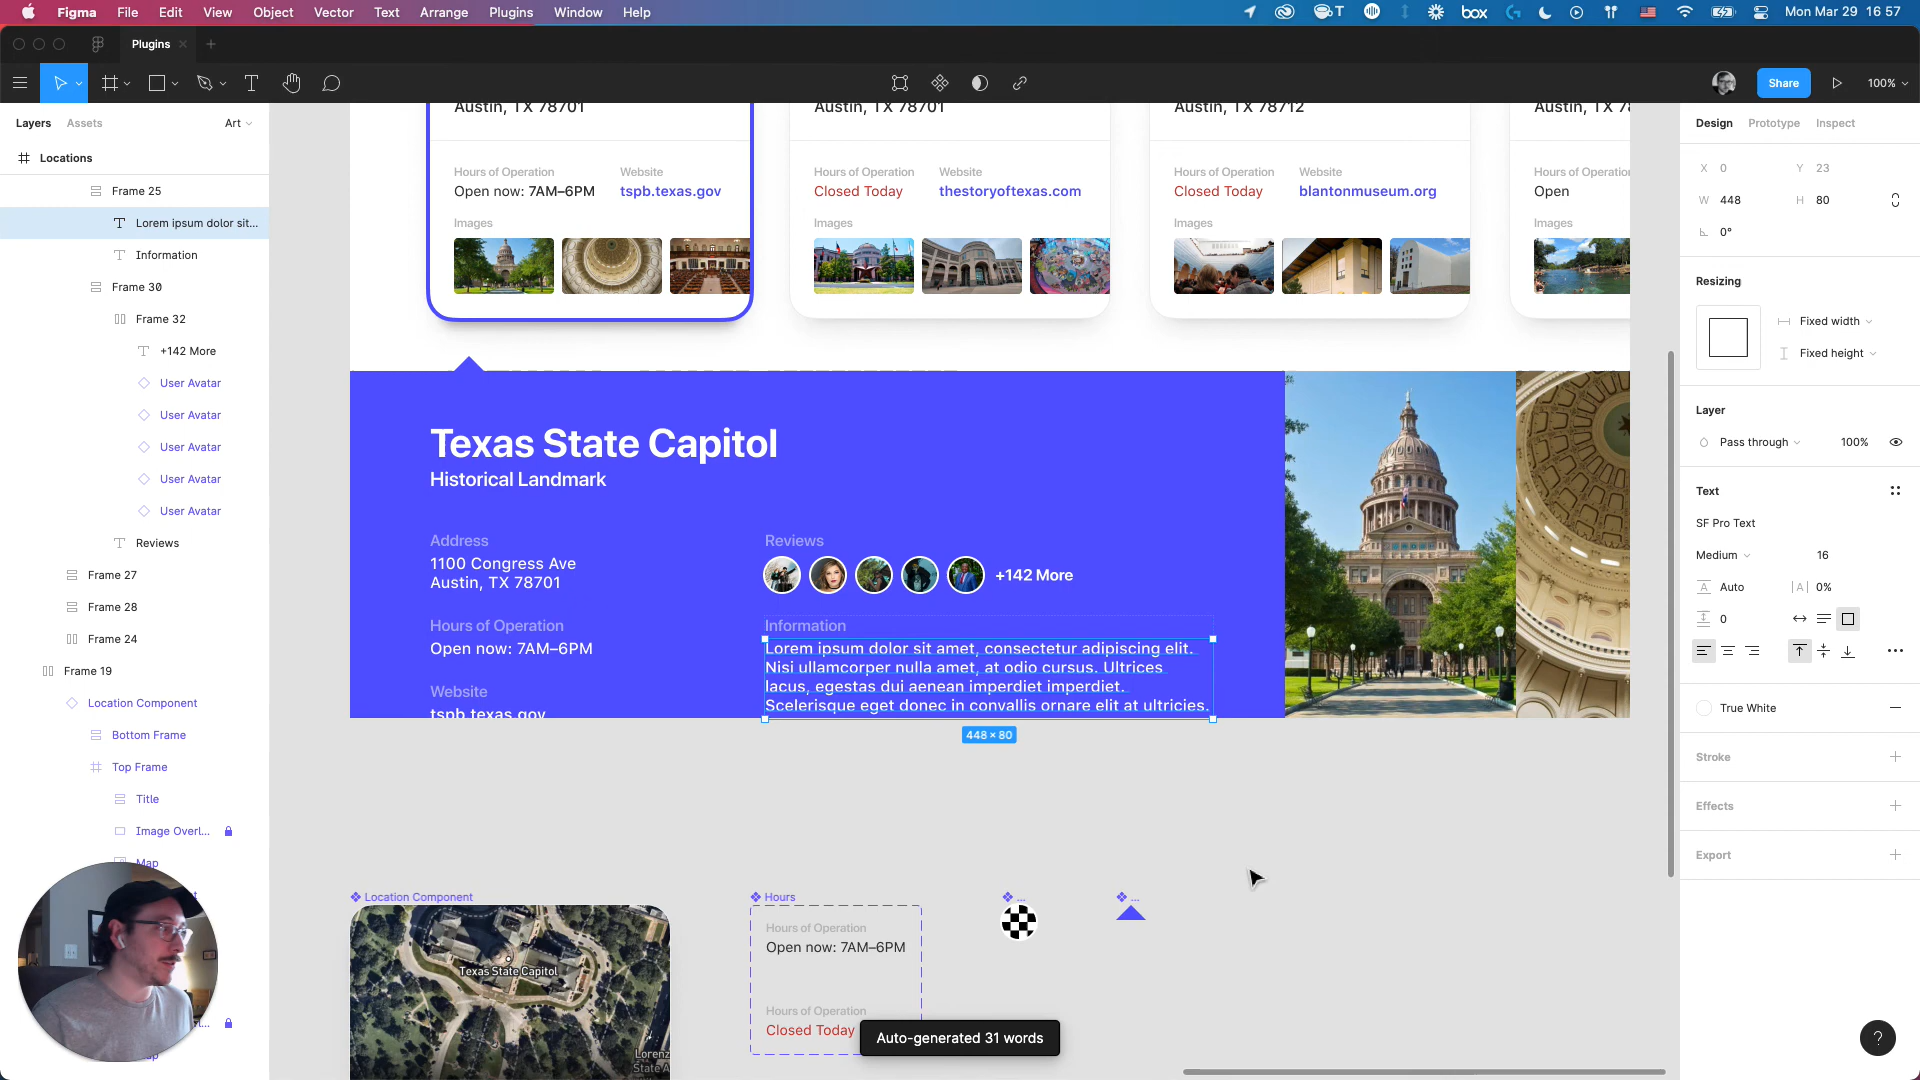 Figma File Edit View Object Vector Text Arrange Plugins Window Help
box
Mon Mar 29 16 57
Plugins
Share
100%
Layers Assets Art
Locations
Frame 25
Lorem ipsum dolor sit...
Information
Frame 30
Frame 32
+142 More
User Avatar
User Avatar
User Avatar
User Avatar
User Avatar
Reviews
Frame 27
Frame 28
Frame 24
Frame 19
Location Component
Bottom Frame
Top Frame
Title
Image Overl...
Map
Austin, TX 78701
Hours of Operation
Open now: 7AM–6PM
Website
tspb.texas.gov
Images
Austin, TX 78701
Hours of Operation
Closed Today
Website
thestoryoftexas.com
Images
Austin, TX 78712
Hours of Operation
Closed Today
Website
blantonmuseum.org
Images
Austin, TX 78
Hours of Operation
Open
Images
Texas State Capitol
Historical Landmark
Address
1100 Congress Ave
Austin, TX 78701
Hours of Operation
Open now: 7AM–6PM
Website
tspb.texas.gov
Reviews
+142 More
Information
Lorem ipsum dolor sit amet, consectetur adipiscing elit.
Nisi ullamcorper nulla amet, at odio cursus. Ultrices
lacus, egestas dui aenean imperdiet imperdiet.
Scelerisque eget donec in convallis ornare elit at ultricies.
448 × 80
Location Component
Texas State Capitol
Lorenz
State A
Hours
Hours of Operation
Open now: 7AM–6PM
Hours of Operation
Closed Today
...
...
Auto-generated 31 words
Design Prototype Inspect
X 0 Y 23
W 448 H 80
0°
Resizing
Fixed width
Fixed height
Layer
Pass through 100%
Text
SF Pro Text
Medium 16
Auto 0%
0
True White
Stroke
Effects
Export
?